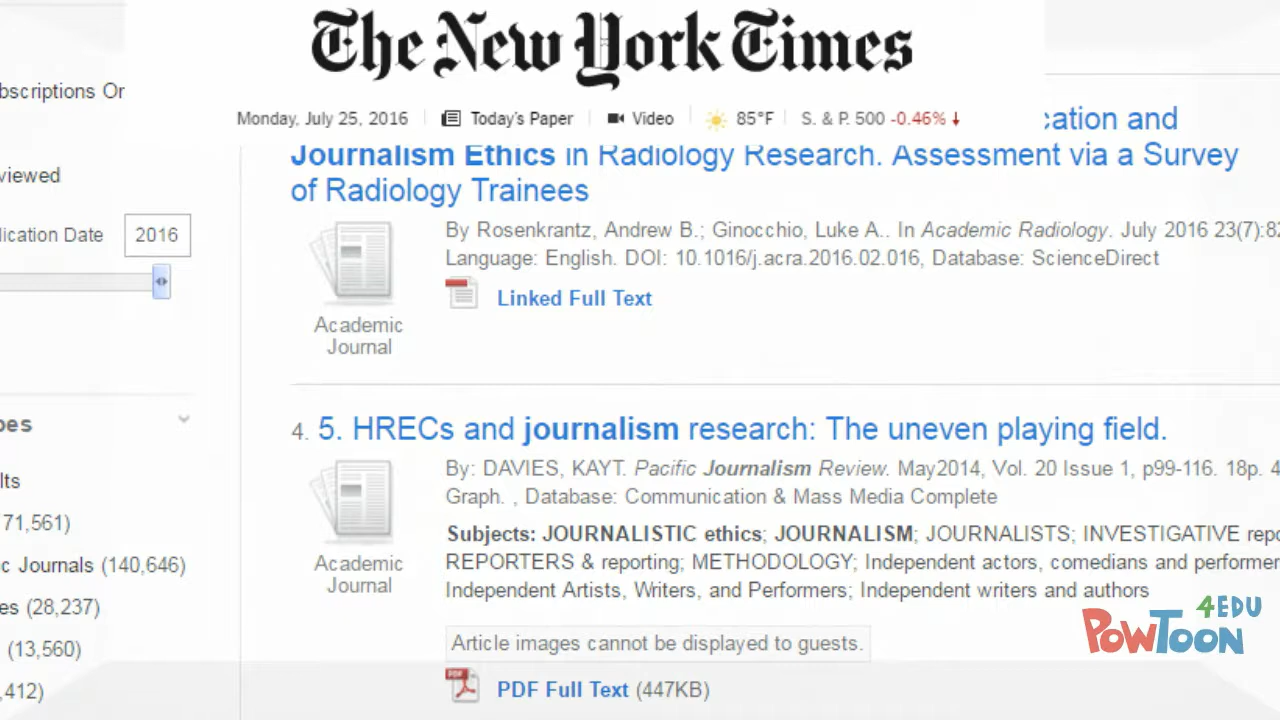 The New York Times
Monday, July 25, 2016 Today's Paper Video 85°F S. & P. 500 -0.46%
bscriptions Or
viewed
lication Date 2016
pes
lts
71,561)
c Journals (140,646)
es (28,237)
(13,560)
,412)
cation and
Journalism Ethics in Radiology Research. Assessment via a Survey
of Radiology Trainees
By Rosenkrantz, Andrew B.; Ginocchio, Luke A.. In Academic Radiology. July 2016 23(7):82
Language: English. DOI: 10.1016/j.acra.2016.02.016, Database: ScienceDirect
Linked Full Text
Academic
Journal
4. 5. HRECs and journalism research: The uneven playing field.
By: DAVIES, KAYT. Pacific Journalism Review. May2014, Vol. 20 Issue 1, p99-116. 18p. 4
Graph. , Database: Communication & Mass Media Complete
Subjects: JOURNALISTIC ethics; JOURNALISM; JOURNALISTS; INVESTIGATIVE repo
REPORTERS & reporting; METHODOLOGY; Independent actors, comedians and performer
Independent Artists, Writers, and Performers; Independent writers and authors
Academic
Journal
Article images cannot be displayed to guests.
PDF Full Text (447KB)
POWTOON 4EDU